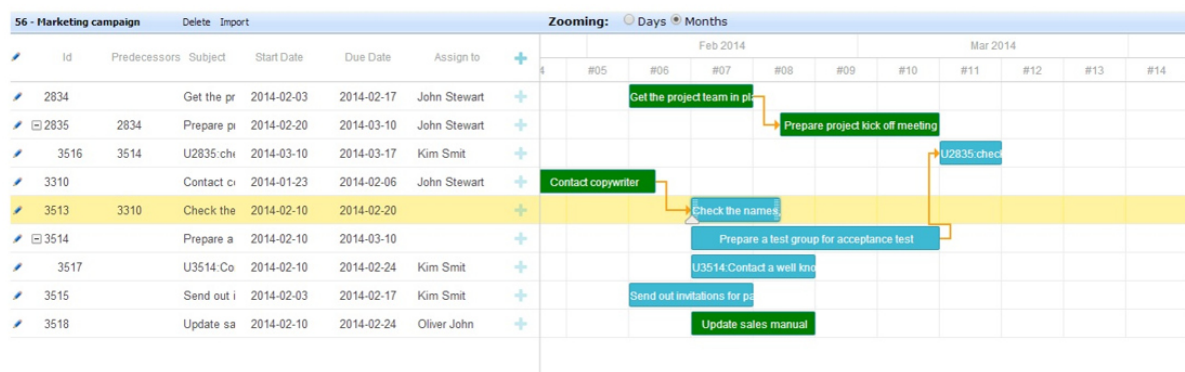 56 - Marketing campaign Delete Import Zooming: Days Months
Feb 2014 Mar 2014
Id Predecessors Subject Start Date Due Date Assign to
4 #05 #06 #07 #08 #09 #10 #11 #12 #13 #14
2834 Get the pr 2014-02-03 2014-02-17 John Stewart Get the project team in pla
2835 2834 Prepare pr 2014-02-20 2014-03-10 John Stewart Prepare project kick off meeting
3516 3514 U2835:che 2014-03-10 2014-03-17 Kim Smit U2835:check
3310 Contact c 2014-01-23 2014-02-06 John Stewart Contact copywriter
3513 3310 Check the 2014-02-10 2014-02-20 Check the names,
3514 Prepare a 2014-02-10 2014-03-10 Prepare a test group for acceptance test
3517 U3514:Co 2014-02-10 2014-02-24 Kim Smit U3514:Contact a well kno
3515 Send out i 2014-02-03 2014-02-17 Kim Smit Send out invitations for pa
3518 Update sa 2014-02-10 2014-02-24 Oliver John Update sales manual